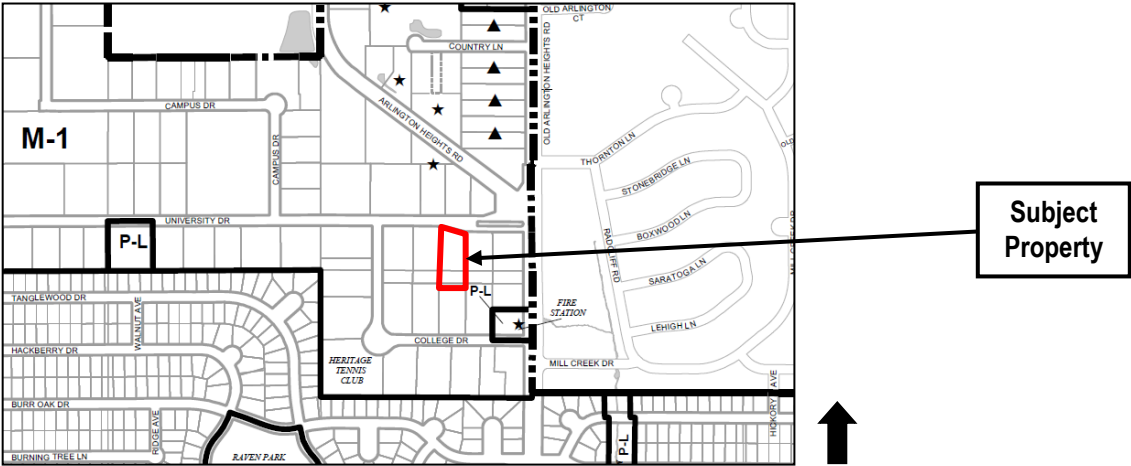 OLD ARLINGTON
CT
OLD ARLINGTON HEIGHTS RD
COUNTRY LN
CAMPUS DR
ARLINGTON HEIGHTS RD
M-1
CAMPUS DR
THORNTON LN
OLD
STONEBRIDGE LN
UNIVERSITY DR
BOXWOOD LN
RADCLIFF RD
MILL CREEK DR
P-L
Subject
Property
SARATOGA LN
P-L
TANGLEWOOD DR
WALNUT AVE
FIRE
STATION
LEHIGH LN
COLLEGE DR
HACKBERRY DR
HERITAGE
TENNIS
CLUB
MILL CREEK DR
HICKORY AVE
BURR OAK DR
RIDGE AVE
P-L
BURNING TREE LN
RAVEN PARK